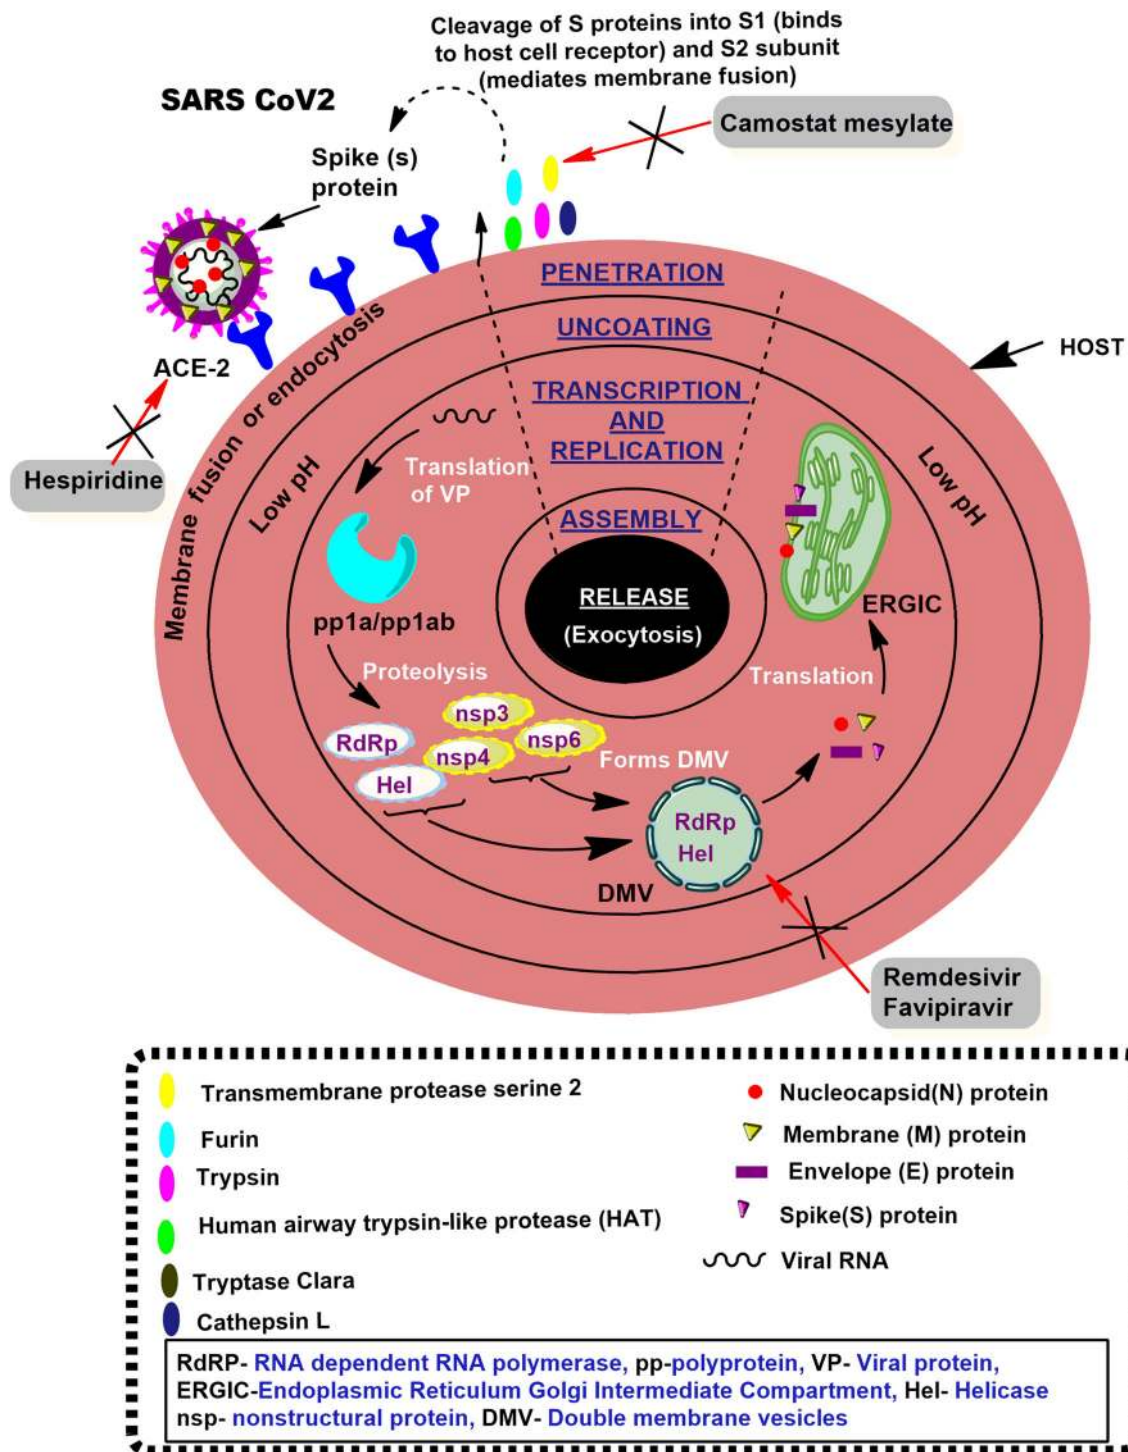 Cleavage of S proteins into S1 (binds
to host cell receptor) and S2 subunit
(mediates membrane fusion)
SARS CoV2
Camostat mesylate
Spike (s)
protein
PENETRATION
UNCOATING
HOST
ACE-2
TRANSCRIPTION
AND
REPLICATION
Hespiridine
Membrane fusion or endocytosis
Low pH
Low pH
Translation
of VP
ASSEMBLY
RELEASE
(Exocytosis)
ERGIC
pp1a/pp1ab
Proteolysis
Translation
nsp3
RdRp
nsp4
nsp6
Hel
Forms DMV
RdRp
Hel
DMV
Remdesivir
Favipiravir
Transmembrane protease serine 2
Furin
Trypsin
Human airway trypsin-like protease (HAT)
Tryptase Clara
Cathepsin L
Nucleocapsid(N) protein
Membrane (M) protein
Envelope (E) protein
Spike(S) protein
Viral RNA
RdRP- RNA dependent RNA polymerase, pp-polyprotein, VP- Viral protein,
ERGIC-Endoplasmic Reticulum Golgi Intermediate Compartment, Hel- Helicase
nsp- nonstructural protein, DMV- Double membrane vesicles